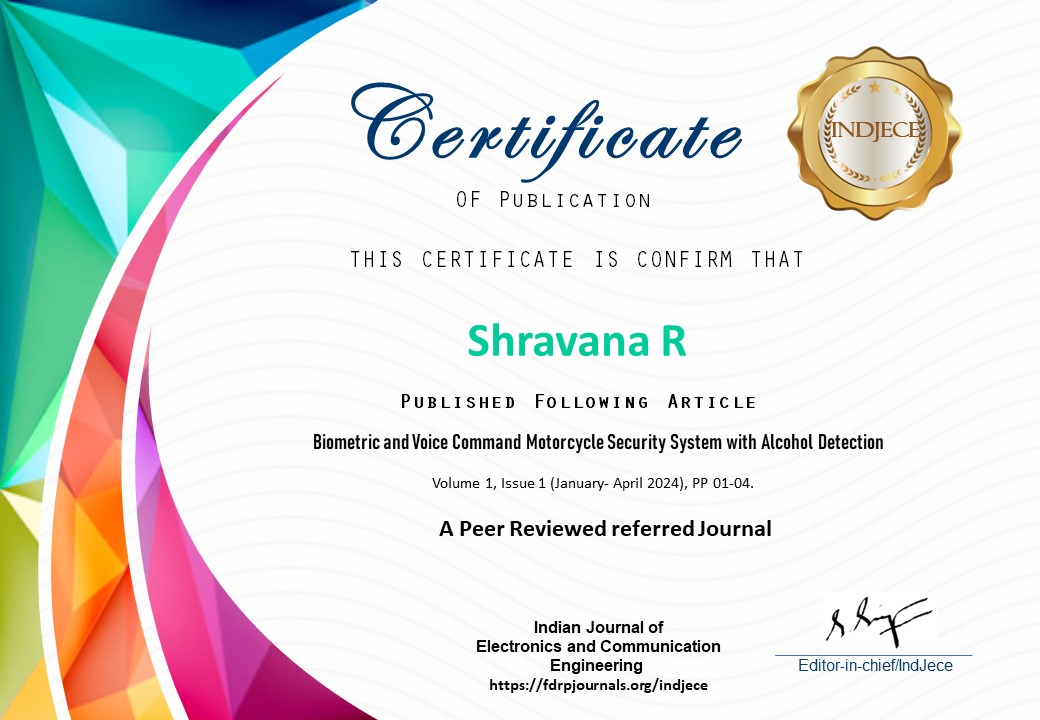 Certificate
INDJECE
OF Publication
THIS CERTIFICATE IS CONFIRM THAT
Shravana R
Published Following Article
Biometric and Voice Command Motorcycle Security System with Alcohol Detection
Volume 1, Issue 1 (January- April 2024), PP 01-04.
A Peer Reviewed referred Journal
Indian Journal of
Electronics and Communication
Engineering
https://fdrpjournals.org/indjece
Editor-in-chief/IndJece